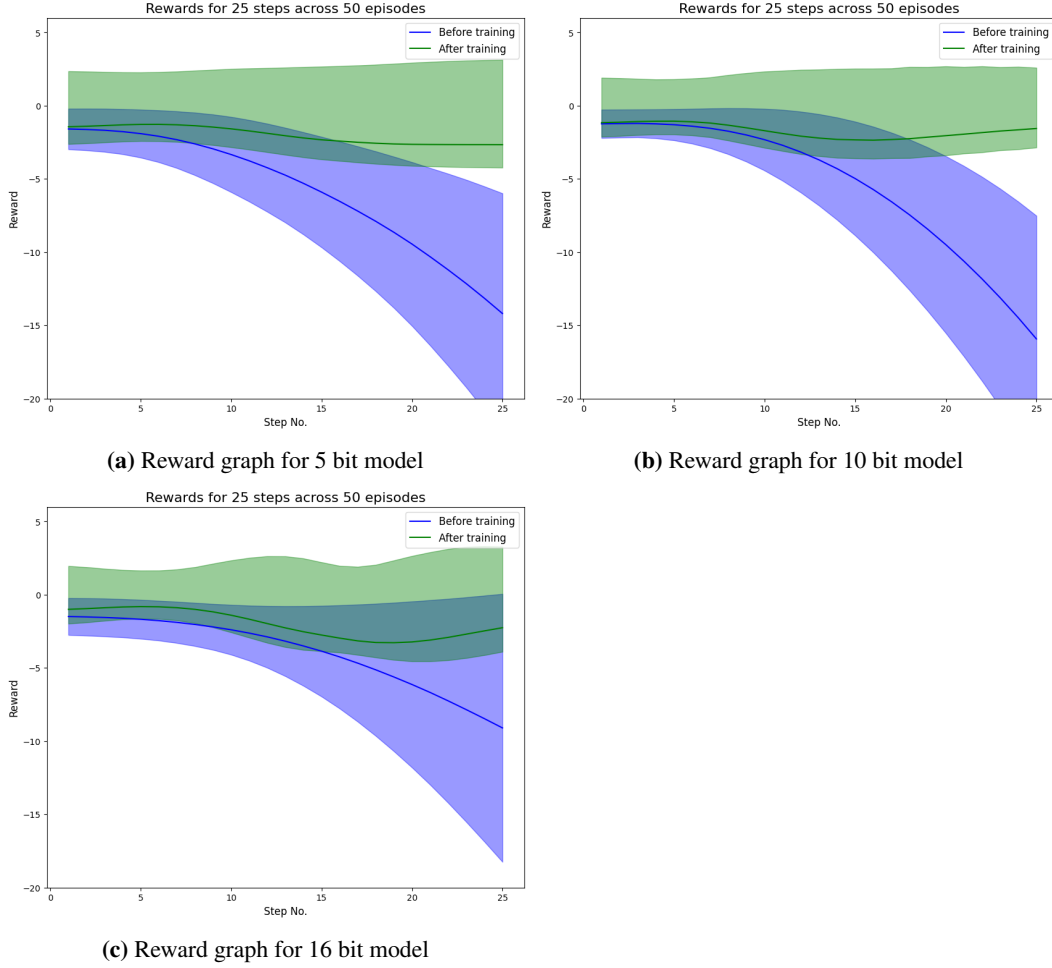 Rewards for 25 steps across 50 episodes
Before training
After training
5
0
−5
−10
−15
−20
Reward
0
5
10
15
20
25
Step No.
(a) Reward graph for 5 bit model
Rewards for 25 steps across 50 episodes
Before training
After training
5
0
−5
−10
−15
−20
Reward
0
5
10
15
20
25
Step No.
(b) Reward graph for 10 bit model
Rewards for 25 steps across 50 episodes
Before training
After training
5
0
−5
−10
−15
−20
Reward
0
5
10
15
20
25
Step No.
(c) Reward graph for 16 bit model